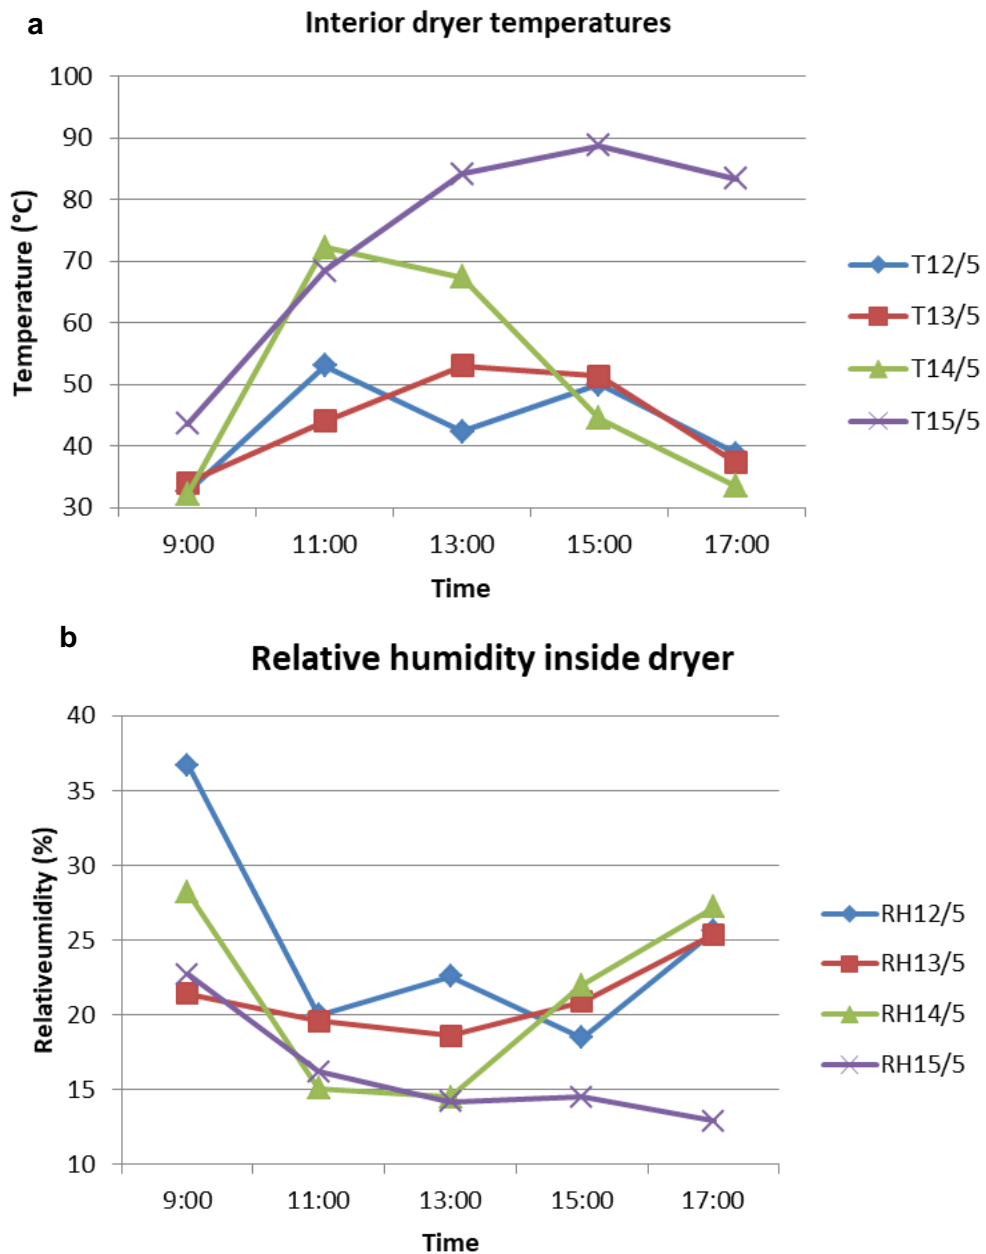 a
Interior dryer temperatures
100
90
80
70
60
50
40
30
Temperature (°C)
9:00 11:00 13:00 15:00 17:00
Time
T12/5
T13/5
T14/5
T15/5
b
Relative humidity inside dryer
40
35
30
25
20
15
10
Relativeumidity (%)
9:00 11:00 13:00 15:00 17:00
Time
RH12/5
RH13/5
RH14/5
RH15/5